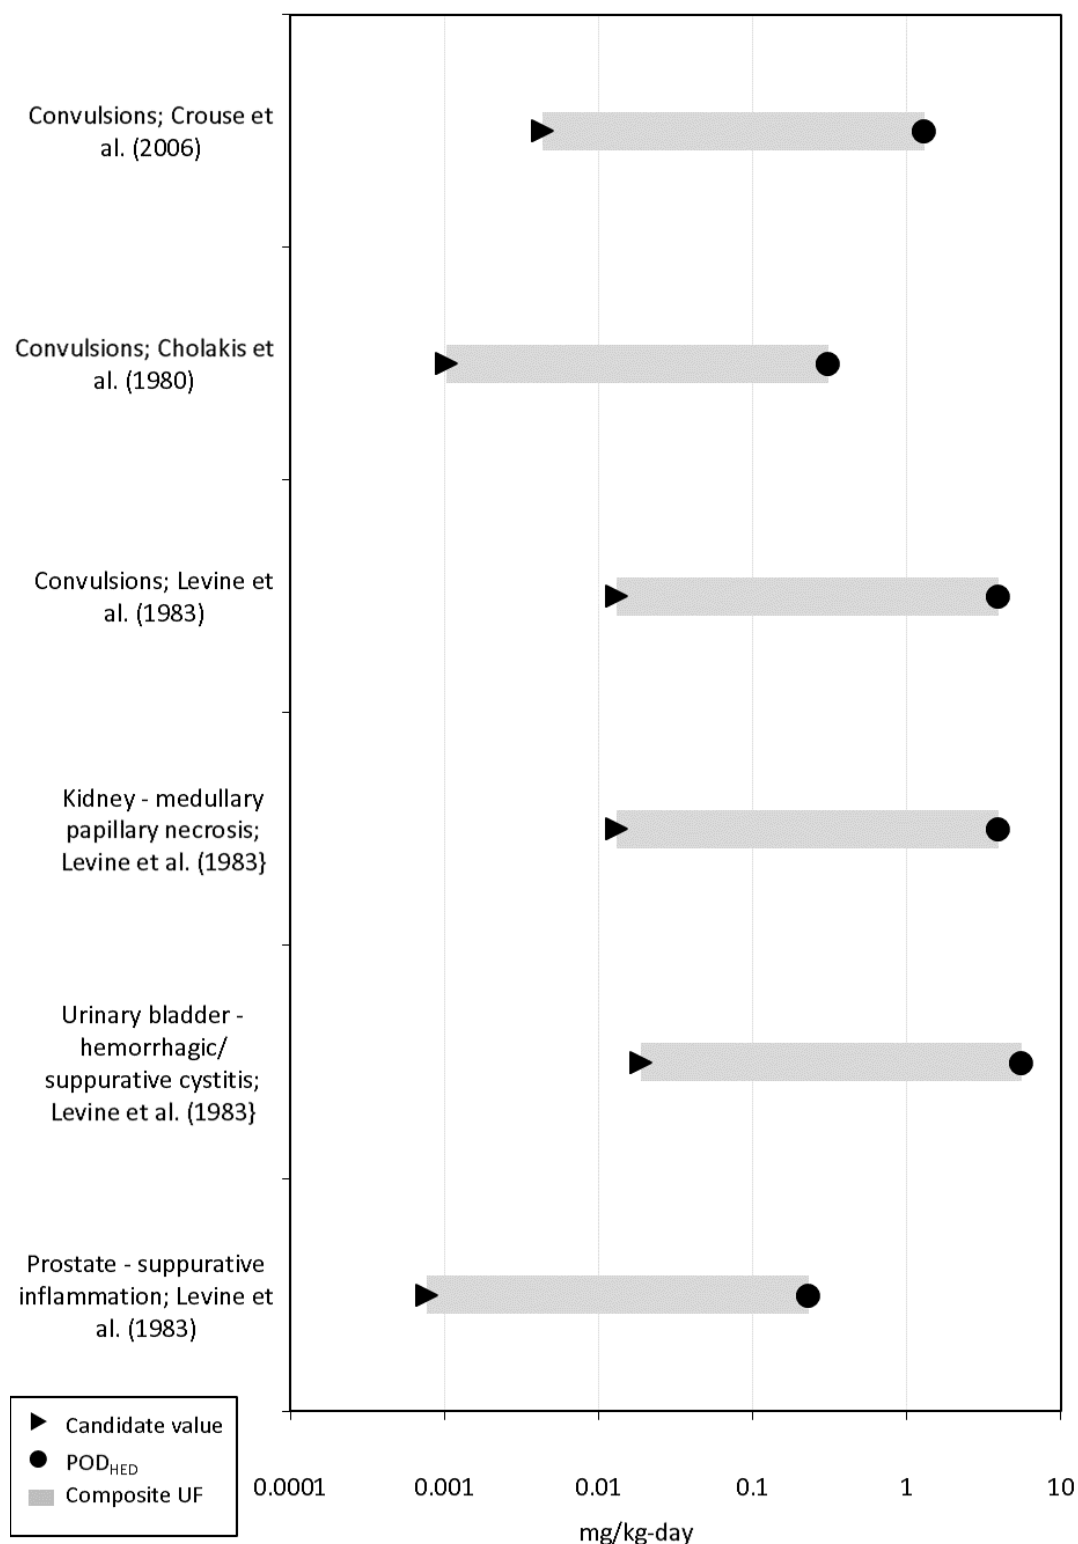 Convulsions; Crouse et
al. (2006)
Convulsions; Cholakis et
al. (1980)
Convulsions; Levine et
al. (1983)
Kidney - medullary
papillary necrosis;
Levine et al. (1983}
Urinary bladder -
hemorrhagic/
suppurative cystitis;
Levine et al. (1983}
Prostate - suppurative
inflammation; Levine et
al. (1983)
Candidate value
POD HED
Composite UF
0.0001 0.001 0.01 0.1 1 10
mg/kg-day